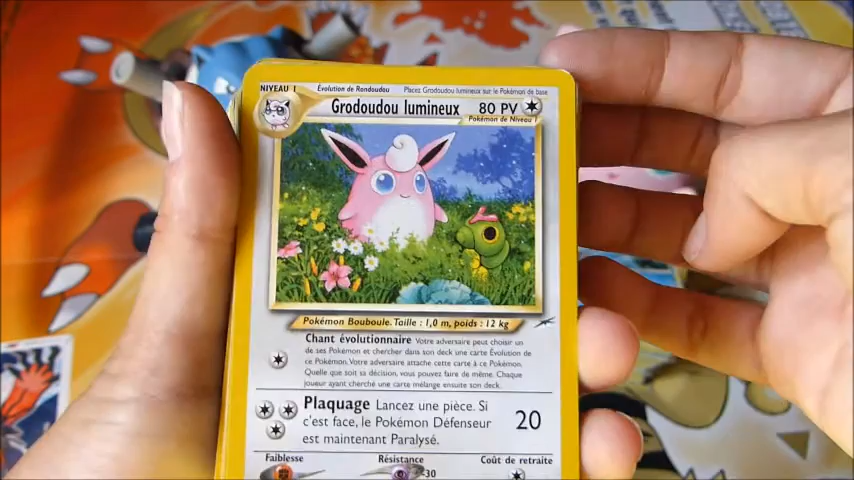 NIVEAU 1 Évolution de Rondoudou Placez Grodoudou lumineux sur le Pokémon de base
Grodoudou lumineux 80 PV
Pokémon de Niveau 1
Pokémon Bouboule. Taille : 1,0 m, poids : 12 kg
Chant évolutionnaire Votre adversaire peut choisir un
de ses Pokémon et chercher dans son deck une carte Évolution de
ce Pokémon. Votre adversaire attache cette carte à ce Pokémon.
Quelle que soit sa décision, vous pouvez faire de même. Chaque
joueur ayant cherché une carte mélange ensuite son deck.
Plaquage Lancez une pièce. Si
c'est face, le Pokémon Défenseur 20
est maintenant Paralysé.
Faiblesse Résistance Coût de retraite
-30